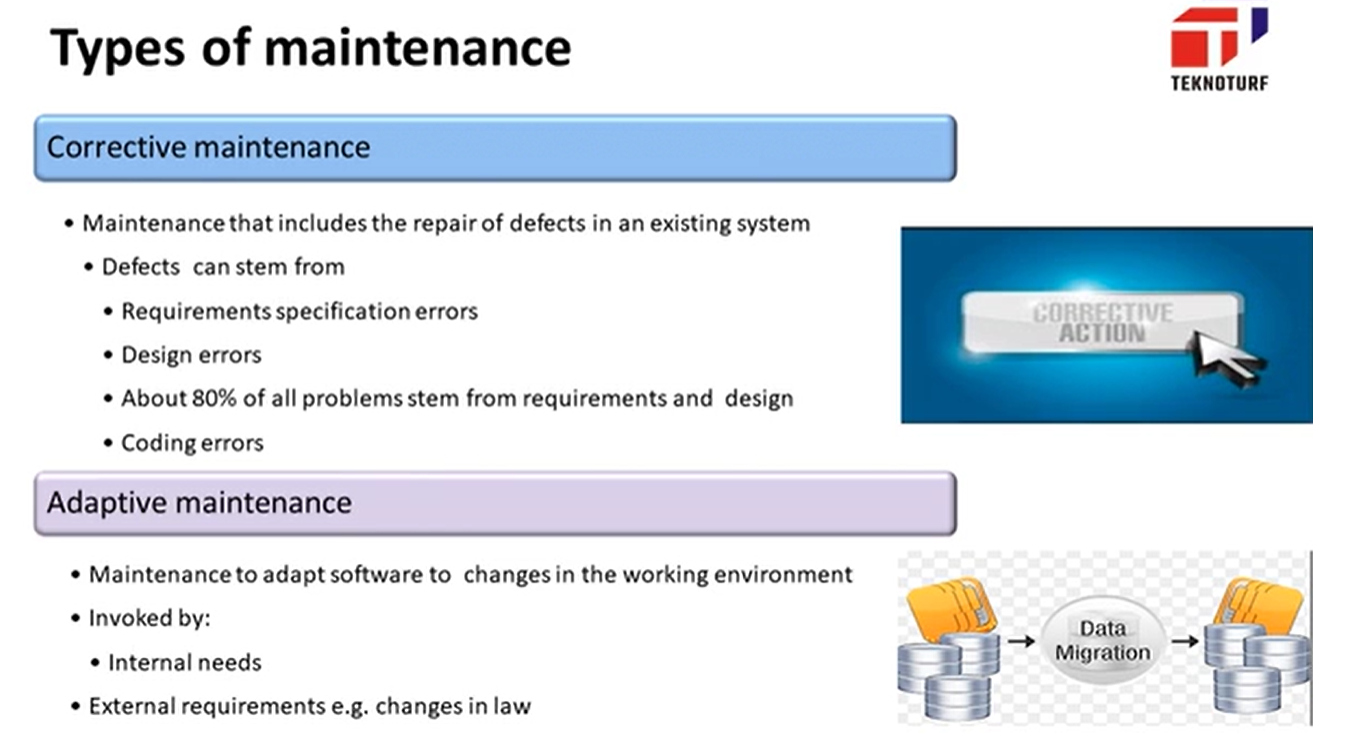 Types of maintenance
TEKNOTURF
Corrective maintenance
• Maintenance that includes the repair of defects in an existing system
• Defects can stem from
• Requirements specification errors
• Design errors
• About 80% of all problems stem from requirements and design
• Coding errors
CORRECTIVE
ACTION
Adaptive maintenance
• Maintenance to adapt software to changes in the working environment
• Invoked by:
• Internal needs
• External requirements e.g. changes in law
Data
Migration